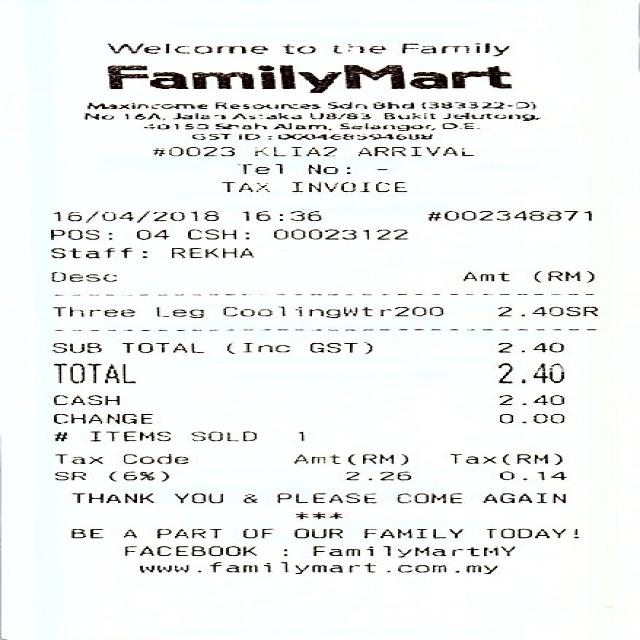 Welcome to the Family
FamilyMart
Maxincome Resources Sdn Bhd (383322-D)
No 16A, Jalan Astaka U8/83 Bukit Jelutong,
40150 Shah Alam, Selangor, D.E.
GST ID :
#0023 KLIA2 ARRIVAL
Tel No: -
TAX INVOICE
16/04/2018 16:36 #002348871
POS: 04 CSH: 00023122
Staff: REKHA
Desc Amt (RM)
Three Leg CoolingWtr200 2.40SR
SUB TOTAL (Inc GST) 2.40
TOTAL 2.40
CASH 2.40
CHANGE 0.00
# ITEMS SOLD 1
Tax Code Amt(RM) Tax(RM)
SR (6%) 2.26 0.14
THANK YOU & PLEASE COME AGAIN
***
BE A PART OF OUR FAMILY TODAY!
FACEBOOK : FamilyMartMY
www.familymart.com.my